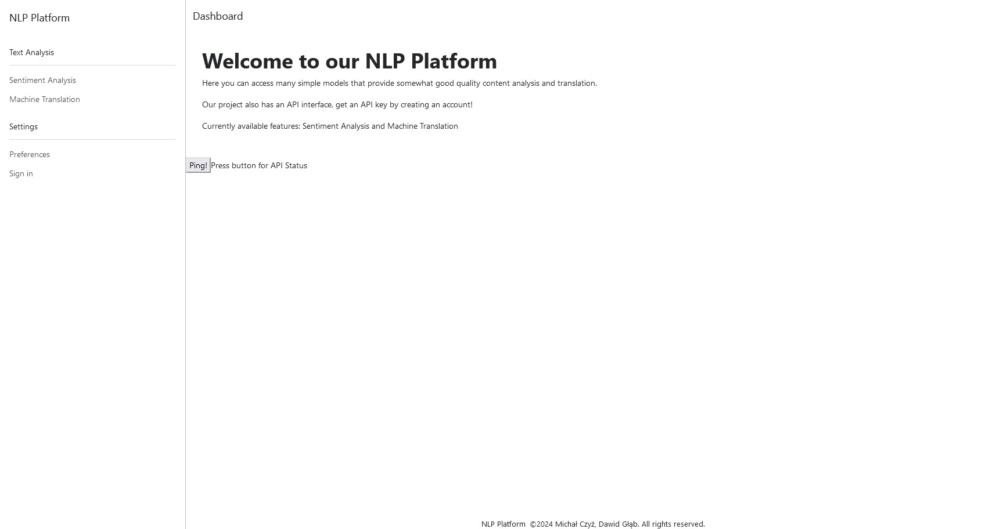 NLP Platform
Text Analysis
Sentiment Analysis
Machine Translation
Settings
Preferences
Sign in
Dashboard
Welcome to our NLP Platform
Here you can access many simple models that provide somewhat good quality content analysis and translation.
Our project also has an API interface, get an API key by creating an account!
Currently available features: Sentiment Analysis and Machine Translation
Ping! Press button for API Status
NLP Platform ©2024 Michał Czyż, Dawid Głąb. All rights reserved.